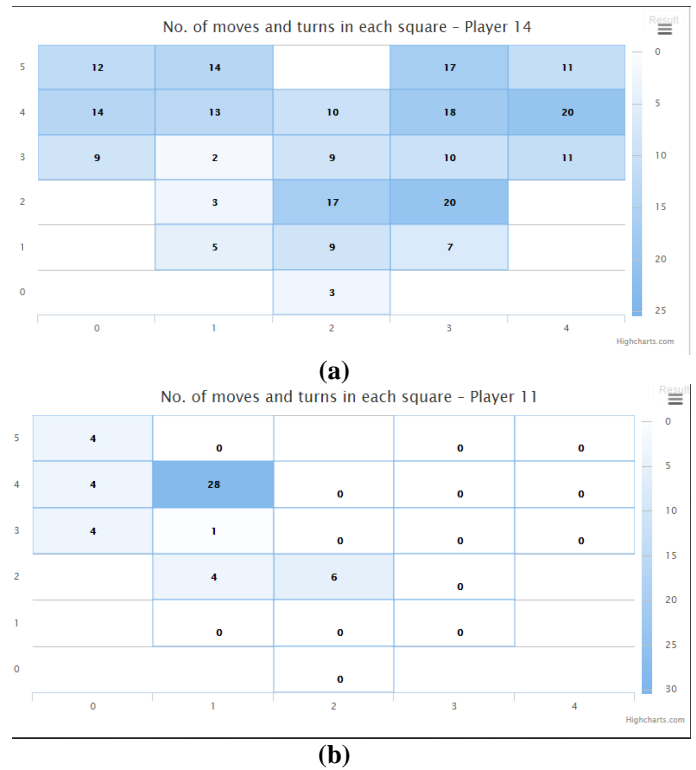 Result
No. of moves and turns in each square – Player 14
5 12 14 17 11 0
4 14 13 10 18 20 5
3 9 2 9 10 11 10
2 3 17 20 15
1 5 9 7 20
0 3 25
0 1 2 3 4
Highcharts.com
(a)
Result
No. of moves and turns in each square – Player 11
5 4 0 0 0 0
4 4 28 0 0 0 5
3 4 1 0 0 0 10
2 4 6 0 15
1 0 0 0 20
0 0 25
30
0 1 2 3 4
Highcharts.com
(b)